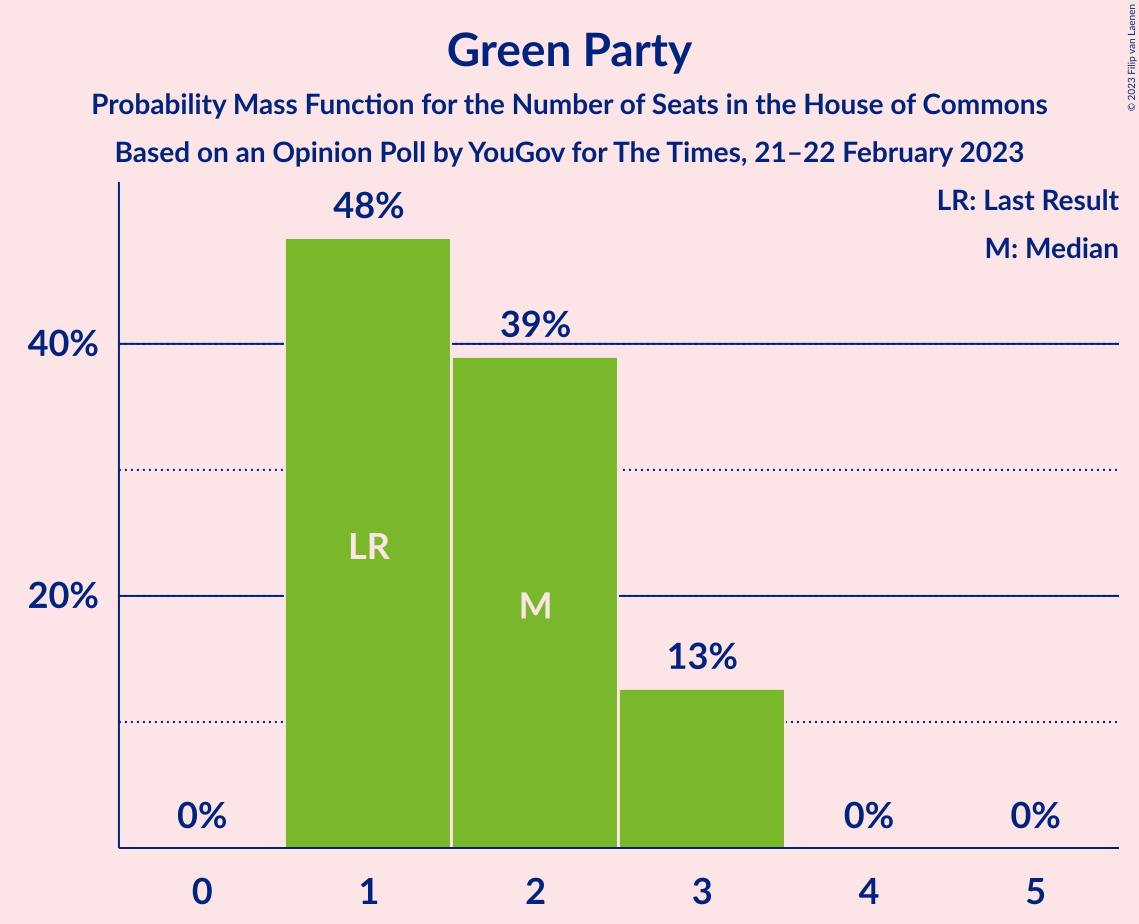 Green Party
Probability Mass Function for the Number of Seats in the House of Commons
Based on an Opinion Poll by YouGov for The Times, 21–22 February 2023
© 2023 Filip van Laenen
LR: Last Result
M: Median
48%
39%
40%
LR
20%
M
13%
0%
0%
0%
0
1
2
3
4
5